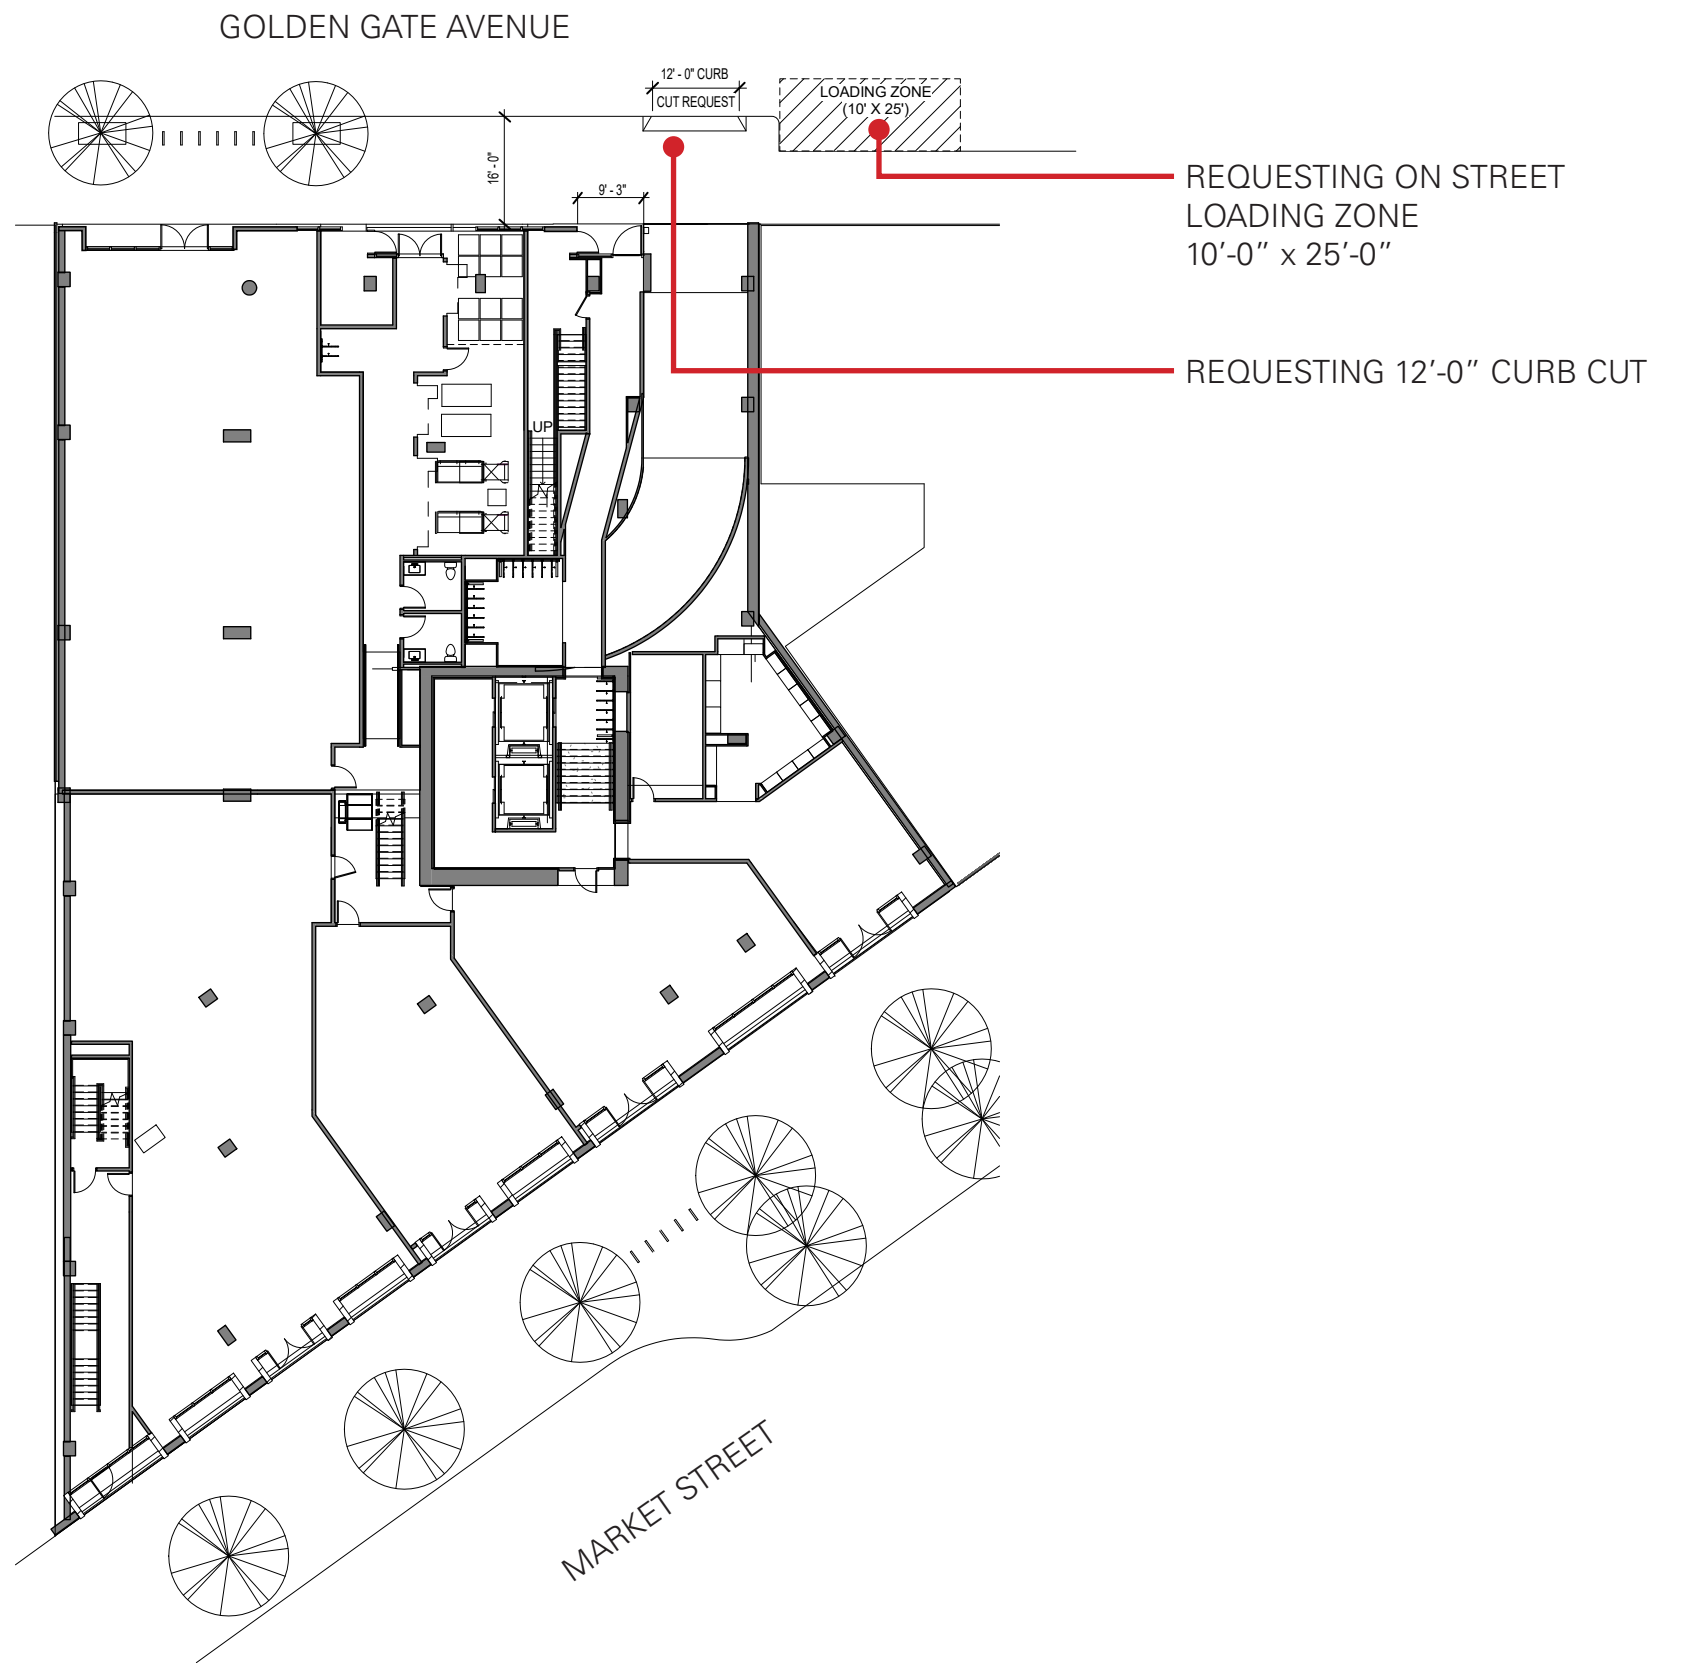 GOLDEN GATE AVENUE
12' - 0" CURB
CUT REQUEST
LOADING ZONE
(10' X 25')
16' - 0"
9' - 3"
REQUESTING ON STREET
LOADING ZONE
10'-0" x 25'-0"
REQUESTING 12'-0" CURB CUT
UP
MARKET STREET